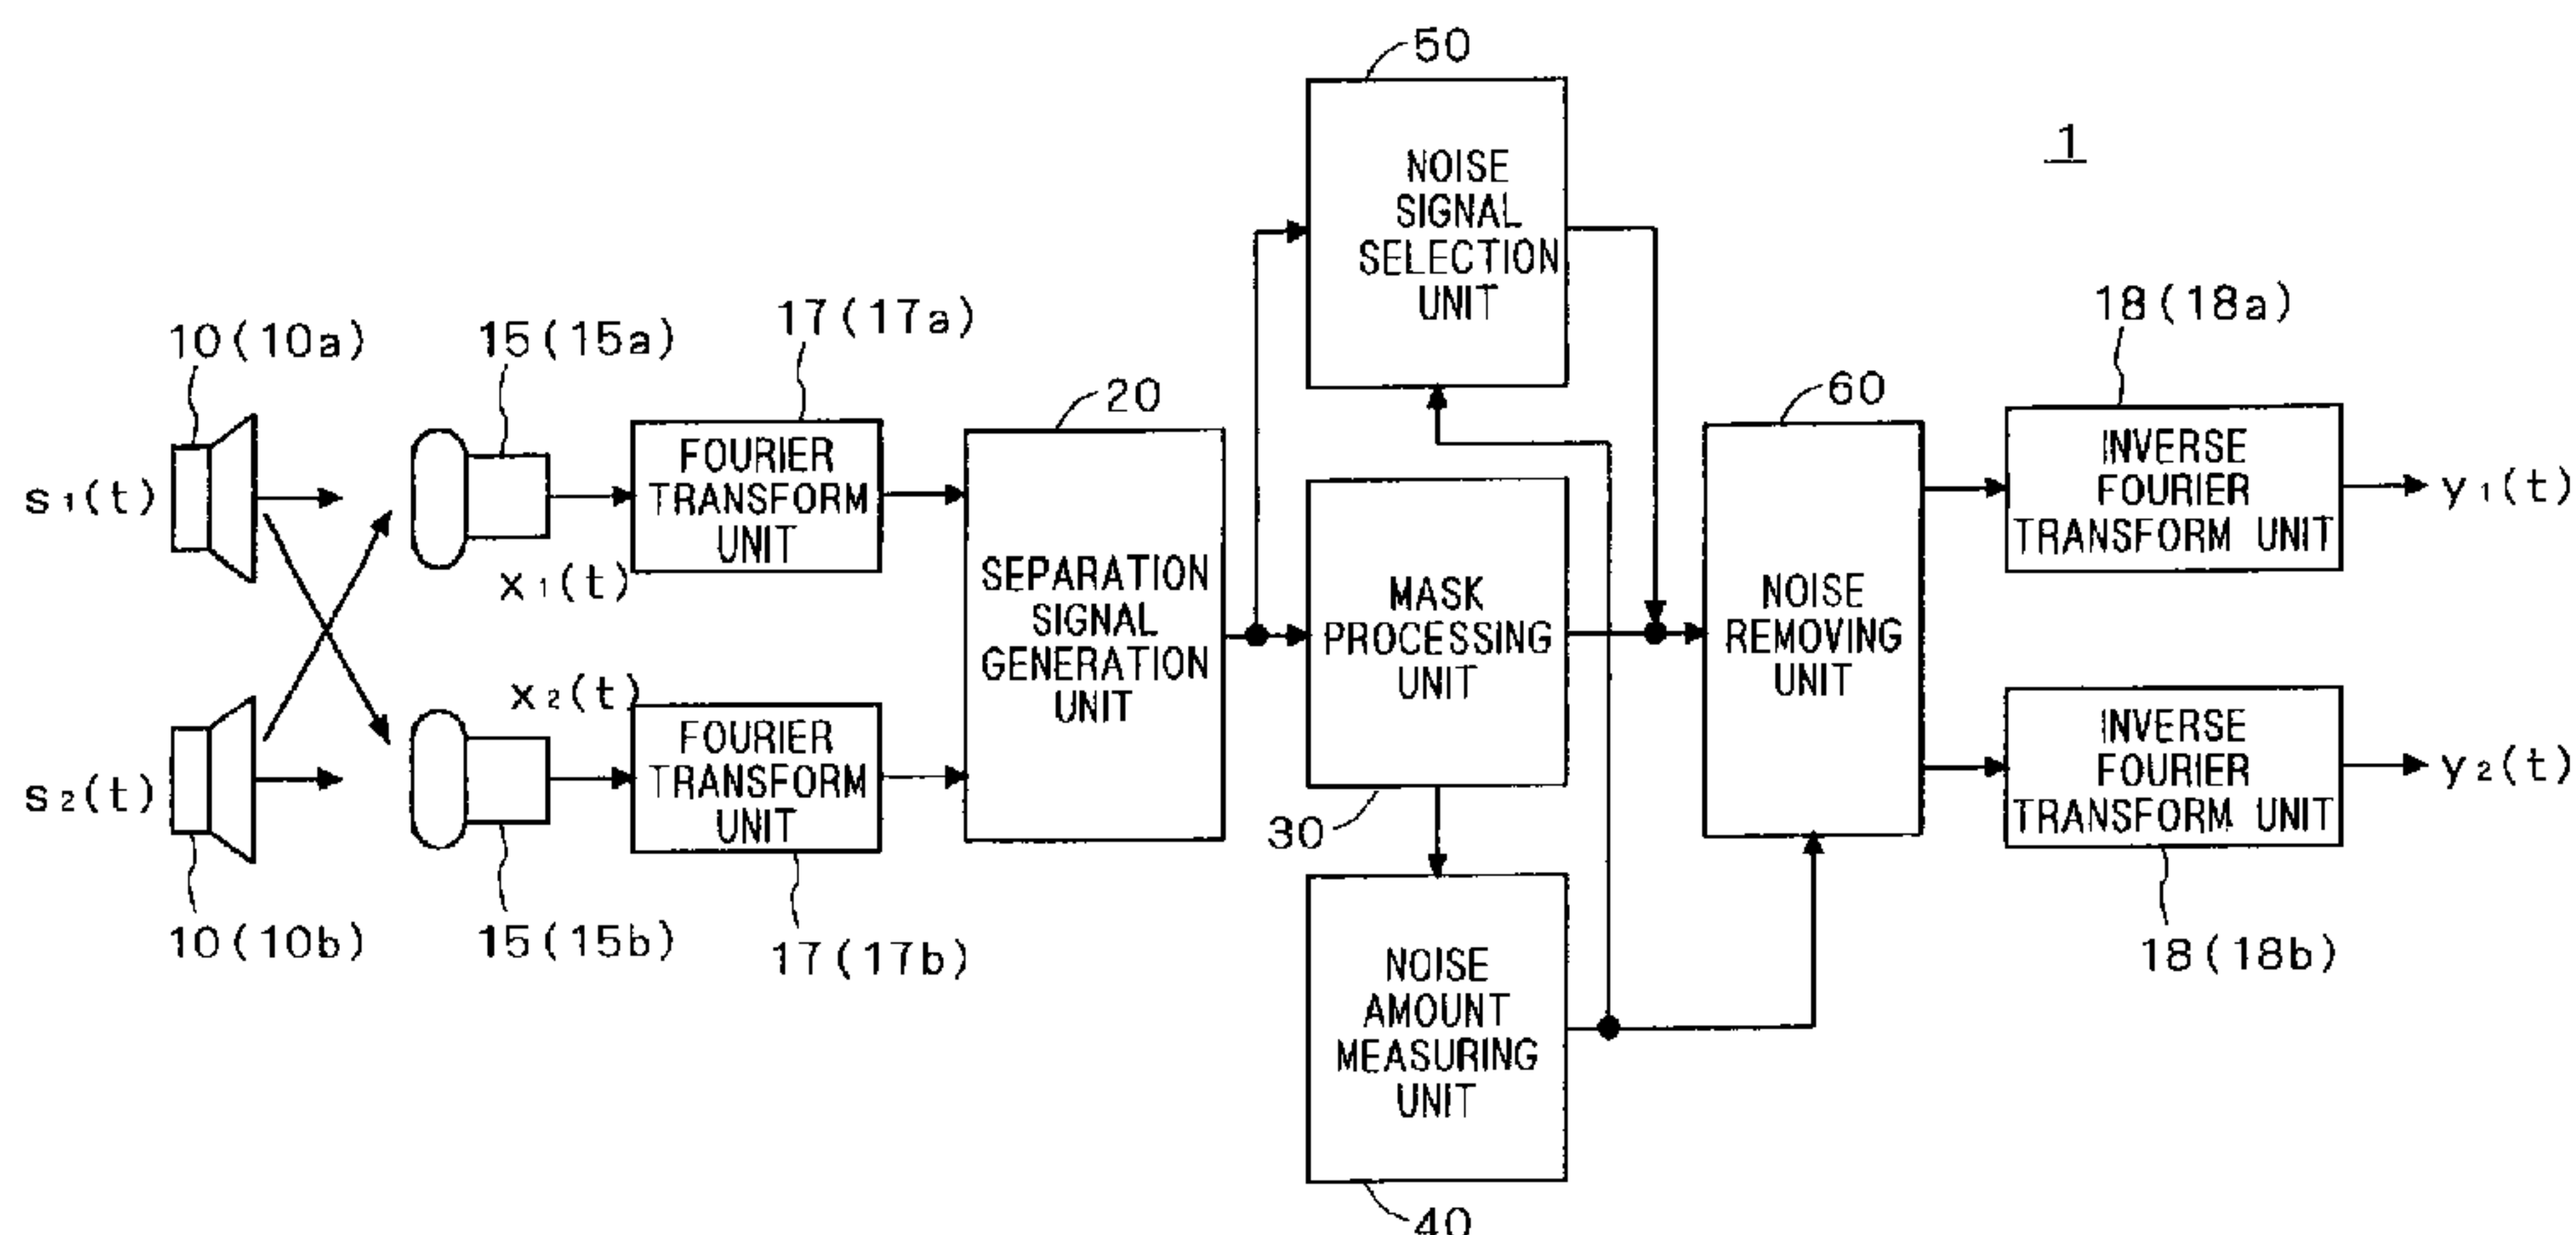 50
1
NOISE
SIGNAL
SELECTION
UNIT
10(10a)
15(15a)
17(17a)
18(18a)
20
60
s1(t)
x1(t)
FOURIER
TRANSFORM
UNIT
SEPARATION
SIGNAL
GENERATION
UNIT
MASK
PROCESSING
UNIT
NOISE
REMOVING
UNIT
INVERSE
FOURIER
TRANSFORM UNIT
y1(t)
s2(t)
x2(t)
FOURIER
TRANSFORM
UNIT
INVERSE
FOURIER
TRANSFORM UNIT
y2(t)
30
10(10b)
15(15b)
17(17b)
18(18b)
NOISE
AMOUNT
MEASURING
UNIT
40